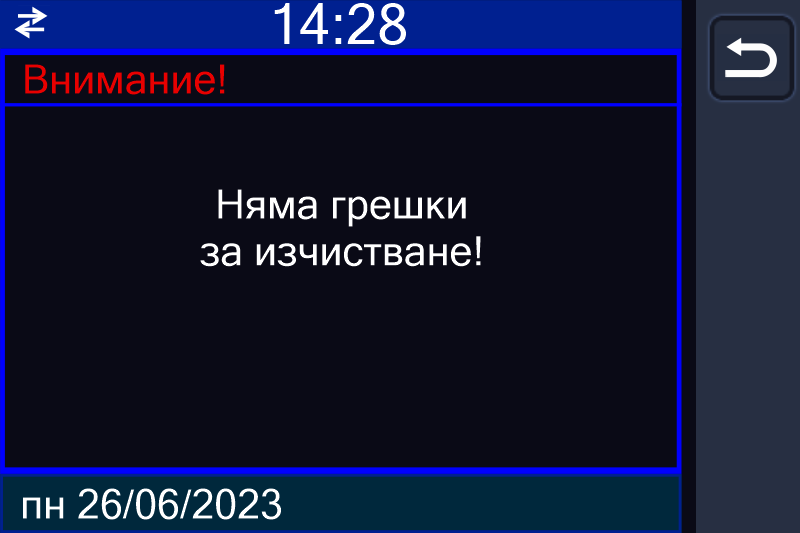 14:28
Внимание!
Няма грешки
за изчистване!
пн 26/06/2023